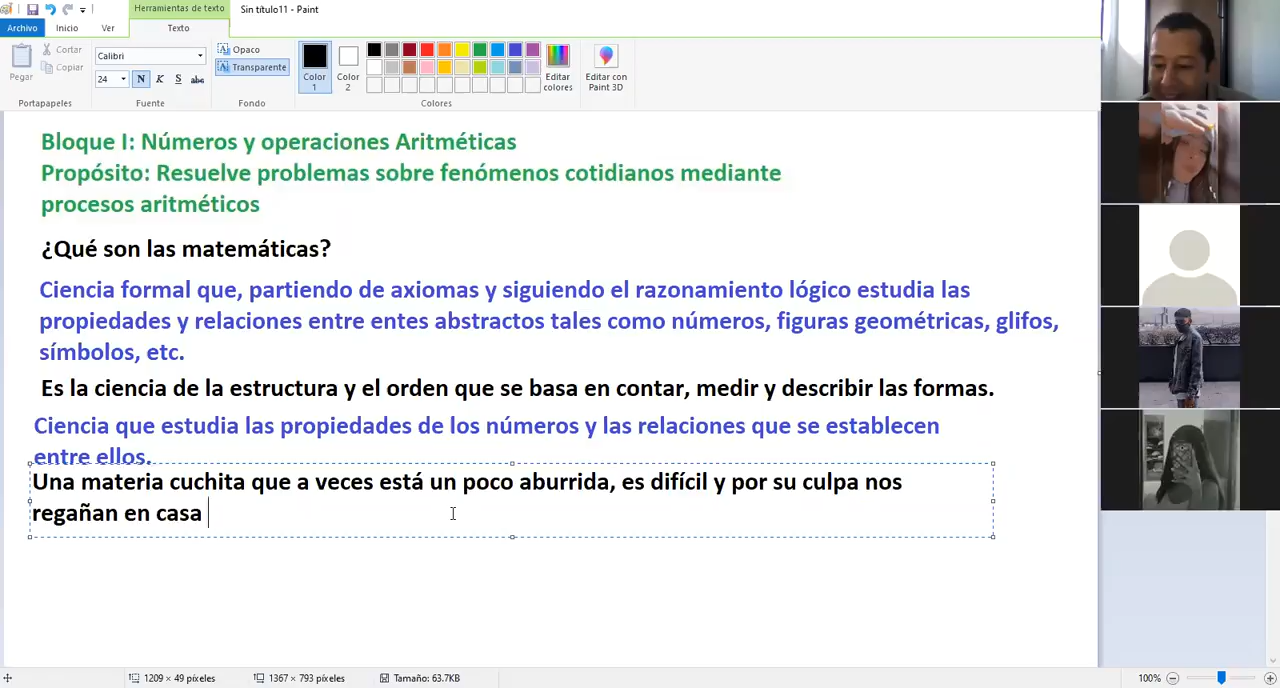 Herramientas de texto
Sin título11 - Paint
Archivo Inicio Ver Texto
Pegar
Cortar
Copiar
Calibri
24 N K S abc
Opaco
Transparente
Color 1
Color 2
Editar colores
Editar con Paint 3D
Portapapeles Fuente Fondo Colores
Bloque I: Números y operaciones Aritméticas
Propósito: Resuelve problemas sobre fenómenos cotidianos mediante
procesos aritméticos
¿Qué son las matemáticas?
Ciencia formal que, partiendo de axiomas y siguiendo el razonamiento lógico estudia las
propiedades y relaciones entre entes abstractos tales como números, figuras geométricas, glifos,
símbolos, etc.
Es la ciencia de la estructura y el orden que se basa en contar, medir y describir las formas.
Ciencia que estudia las propiedades de los números y las relaciones que se establecen
entre ellos.
Una materia cuchita que a veces está un poco aburrida, es difícil y por su culpa nos
regañan en casa
1209 × 49 píxeles 1367 × 793 píxeles Tamaño: 63.7KB 100%